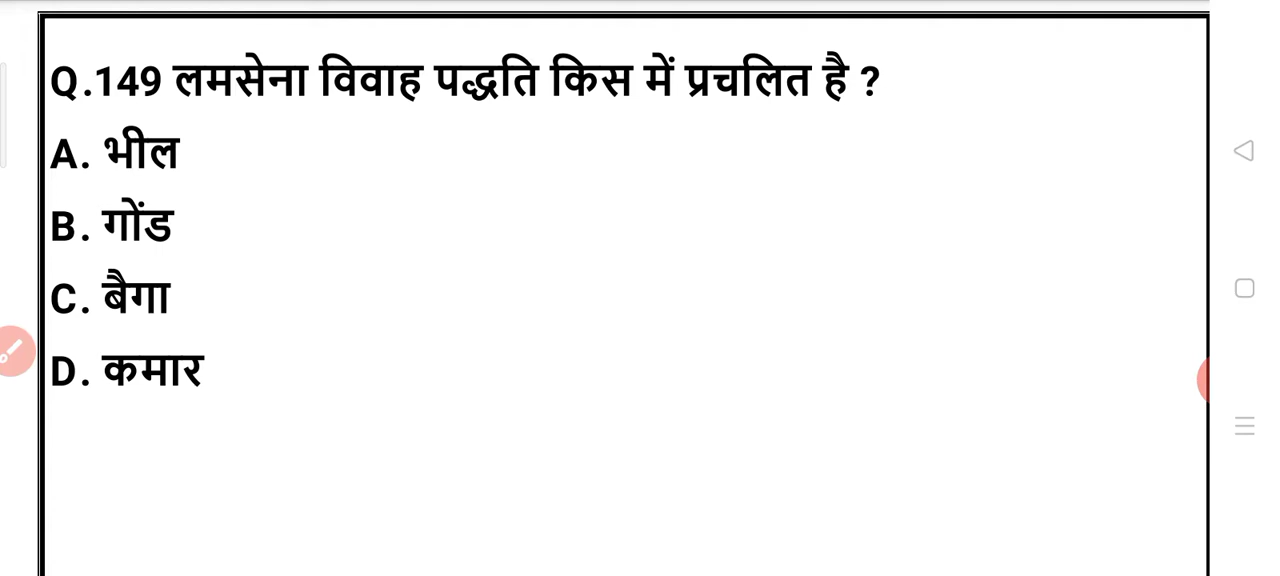 Q.149 लमसेना विवाह पद्धति किस में प्रचलित है ?
A. भील
B. गोंड
C. बैगा
D. कमार